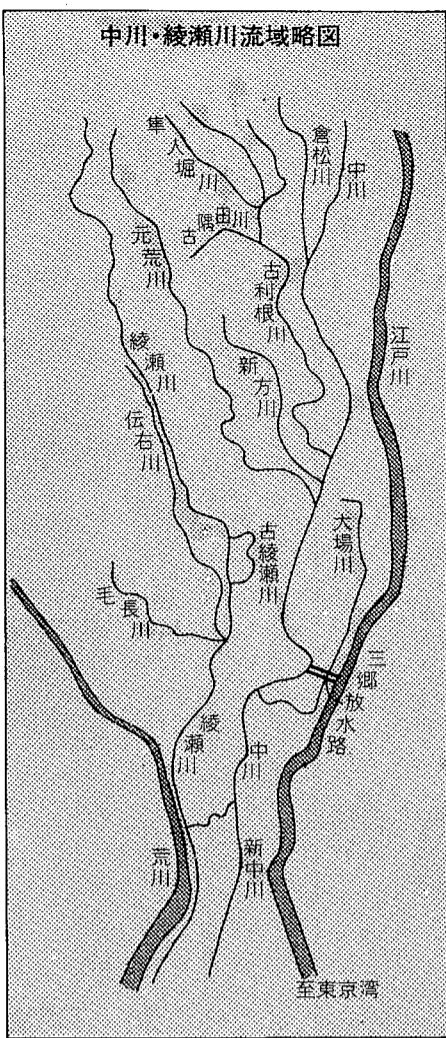 中川・綾瀬川流域略図
隼人堀川
倉松川
中川
古隅田川
元荒川
古利根川
江戸川
綾瀬川
新方川
伝右川
大場川
古綾瀬川
毛長川
三郷放水路
綾瀬川
中川
荒川
新中川
至東京湾